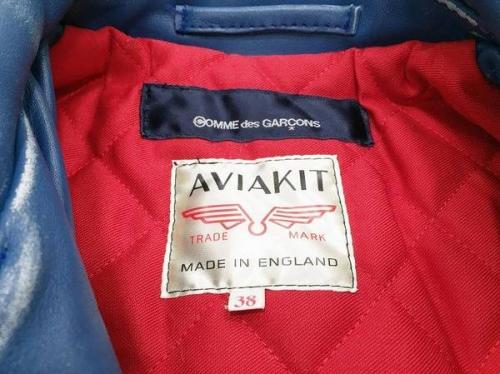 COMME des GARÇONS
AVIAKIT
TRADE MARK
MADE IN ENGLAND
38